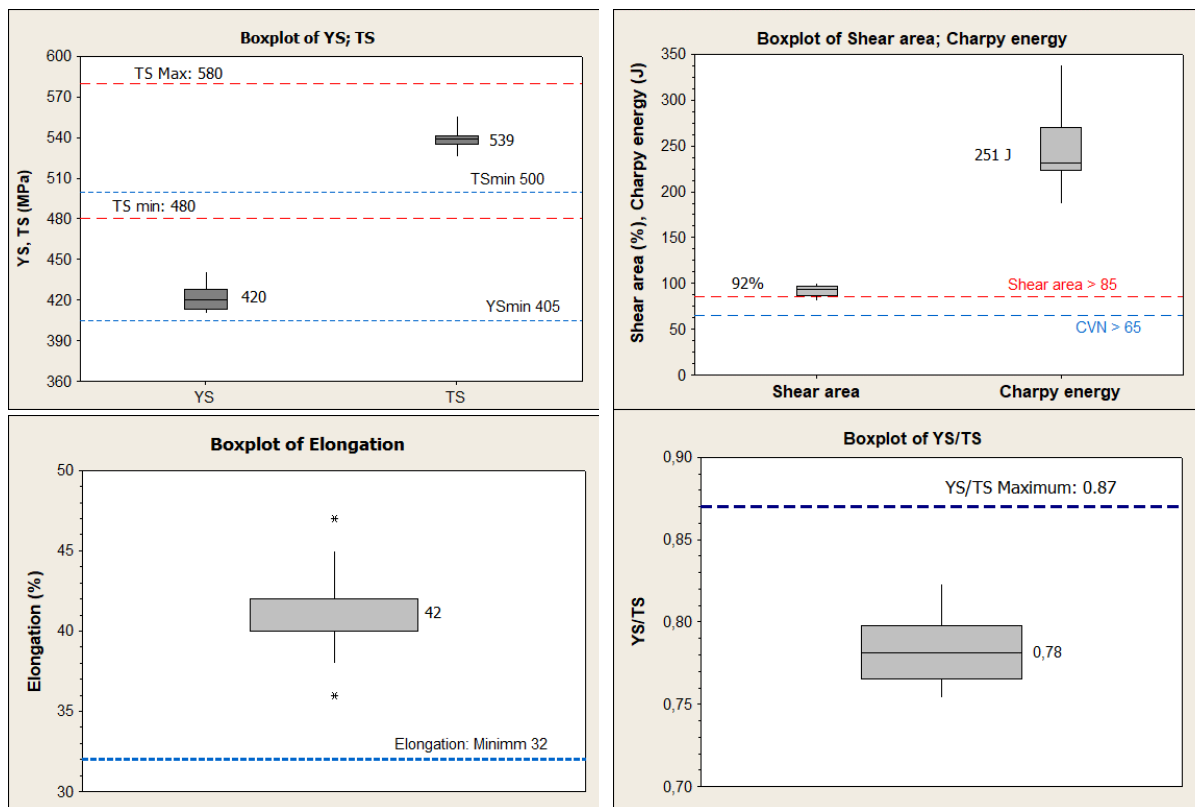 Boxplot of YS; TS
YS, TS (MPa)
600
570
540
510
480
450
420
390
360
TS Max: 580
539
TSmin 500
TS min: 480
420
YSmin 405
YS
TS
Boxplot of Shear area; Charpy energy
Shear area (%), Charpy energy (J)
350
300
250
200
150
100
50
0
251 J
92%
Shear area > 85
CVN > 65
Shear area
Charpy energy
Boxplot of Elongation
Elongation (%)
50
45
40
35
30
*
42
*
Elongation: Minimm 32
Boxplot of YS/TS
YS/TS
0,90
0,85
0,80
0,75
0,70
YS/TS Maximum: 0.87
0,78